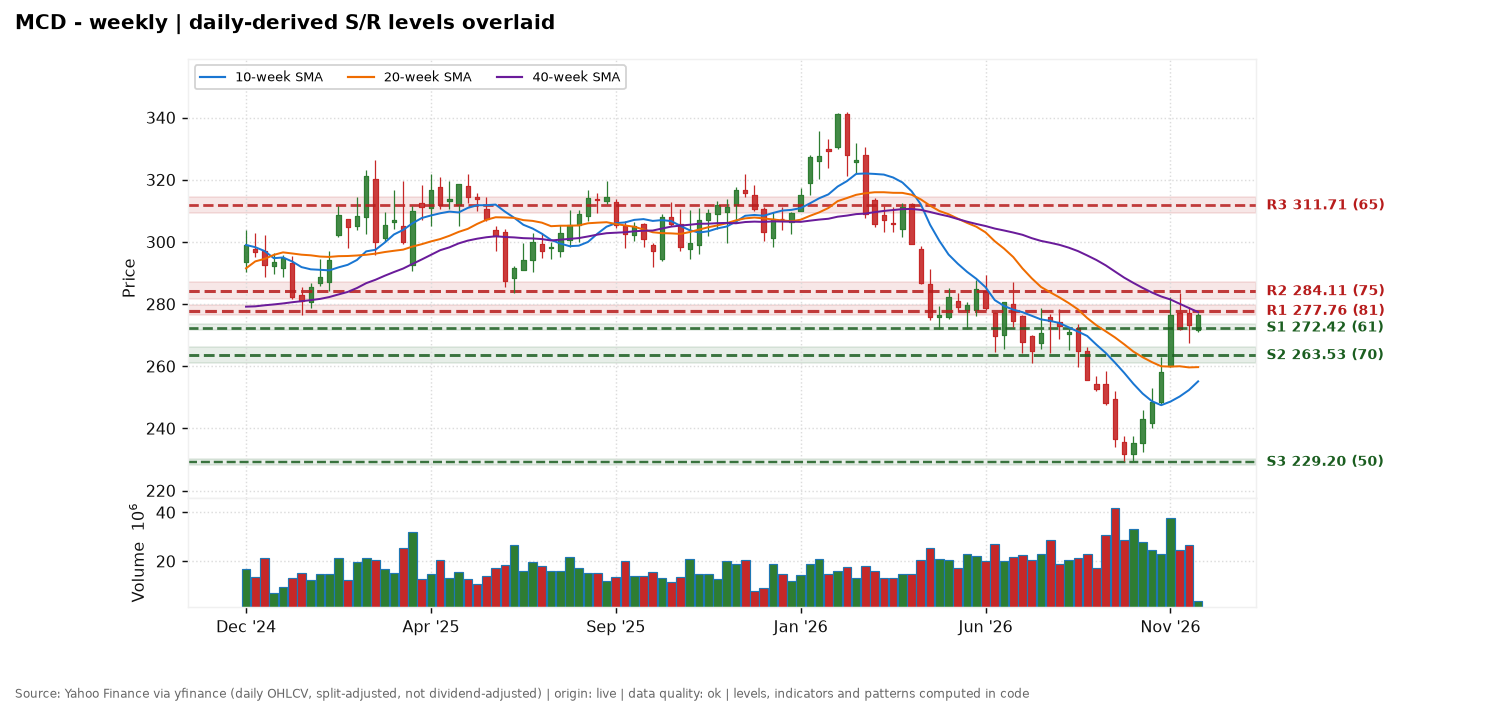 MCD - weekly | daily-derived S/R levels overlaid
10-week SMA
20-week SMA
40-week SMA
Price
340
320
300
280
260
240
220
R3 311.71 (65)
R2 284.11 (75)
R1 277.76 (81)
S1 272.42 (61)
S2 263.53 (70)
S3 229.20 (50)
Volume 10⁶
40
20
Dec '24
Apr '25
Sep '25
Jan '26
Jun '26
Nov '26
Source: Yahoo Finance via yfinance (daily OHLCV, split-adjusted, not dividend-adjusted) | origin: live | data quality: ok | levels, indicators and patterns computed in code